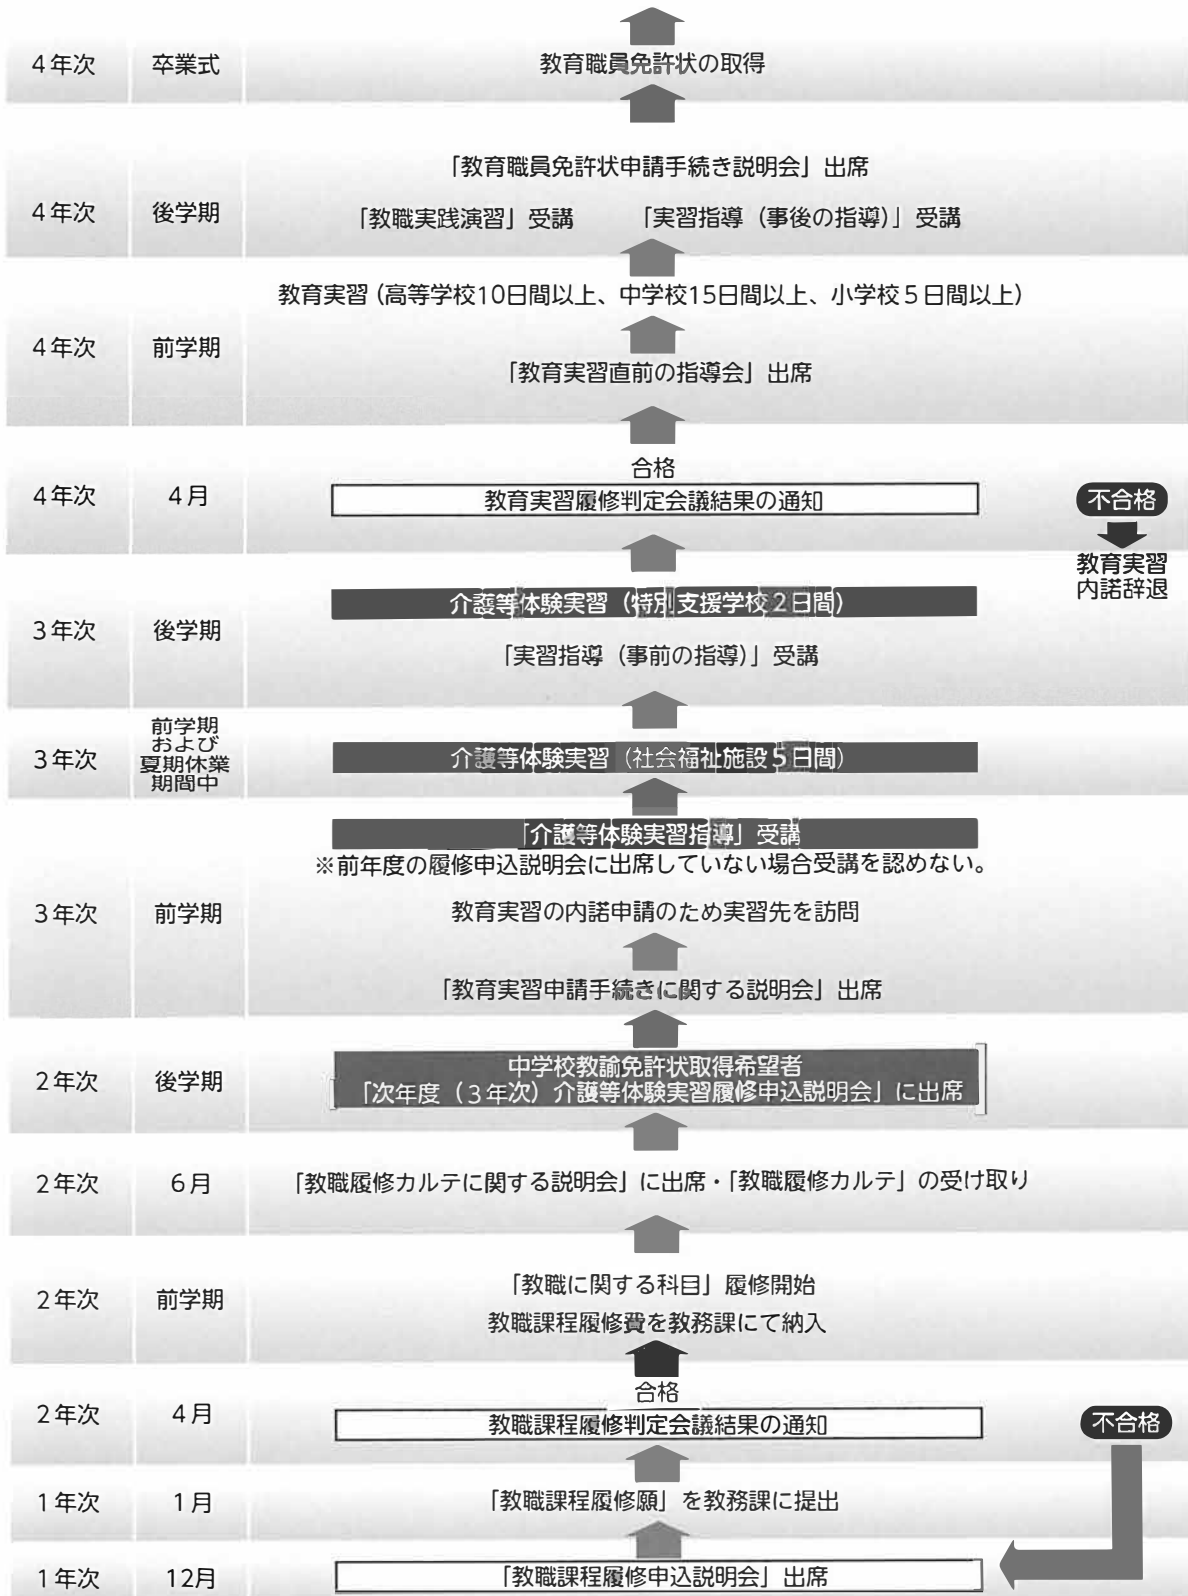 4年次 卒業式 教育職員免許状の取得
「教育職員免許状申請手続き説明会」出席
4年次 後学期 「教職実践演習」受講 「実習指導（事後の指導）」受講
教育実習（高等学校10日間以上、中学校15日間以上、小学校5日間以上）
4年次 前学期
「教育実習直前の指導会」出席
合格
4年次 4月 教育実習履修判定会議結果の通知 不合格
教育実習
内諾辞退
介護等体験実習（特別支援学校2日間）
3年次 後学期
「実習指導（事前の指導）」受講
前学期
および
夏期休業
期間中
3年次 介護等体験実習（社会福祉施設5日間）
「介護等体験実習指導」受講
※前年度の履修申込説明会に出席していない場合受講を認めない。
3年次 前学期 教育実習の内諾申請のため実習先を訪問
「教育実習申請手続きに関する説明会」出席
中学校教諭免許状取得希望者
2年次 後学期 「次年度（3年次）介護等体験実習履修申込説明会」に出席
2年次 6月 「教職履修カルテに関する説明会」に出席・「教職履修カルテ」の受け取り
「教職に関する科目」履修開始
2年次 前学期
教職課程履修費を教務課にて納入
合格
2年次 4月 教職課程履修判定会議結果の通知 不合格
1年次 1月 「教職課程履修願」を教務課に提出
1年次 12月 「教職課程履修申込説明会」出席